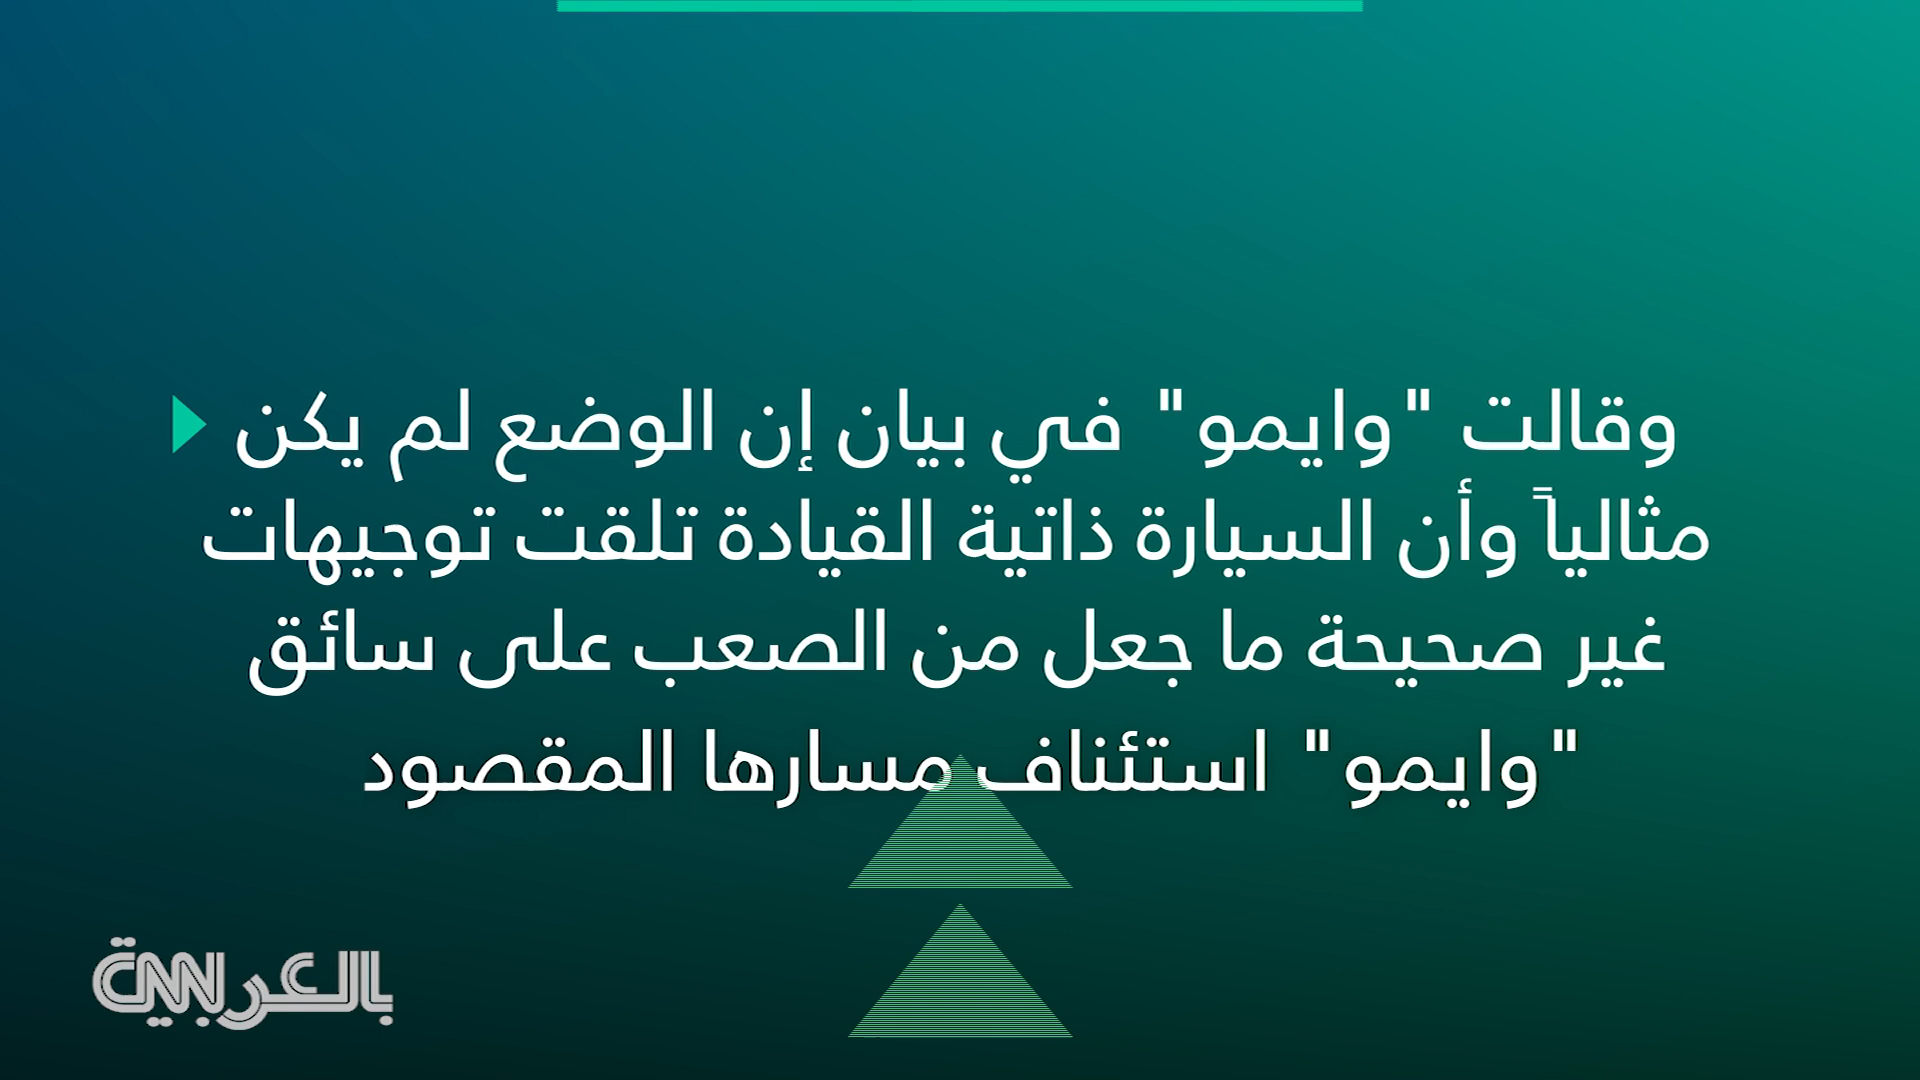 وقالت "وايمو" في بيان إن الوضع لم يكن
مثالياً وأن السيارة ذاتية القيادة تلقت توجيهات
غير صحيحة ما جعل من الصعب على سائق
"وايمو" استئناف مسارها المقصود
بالعربية